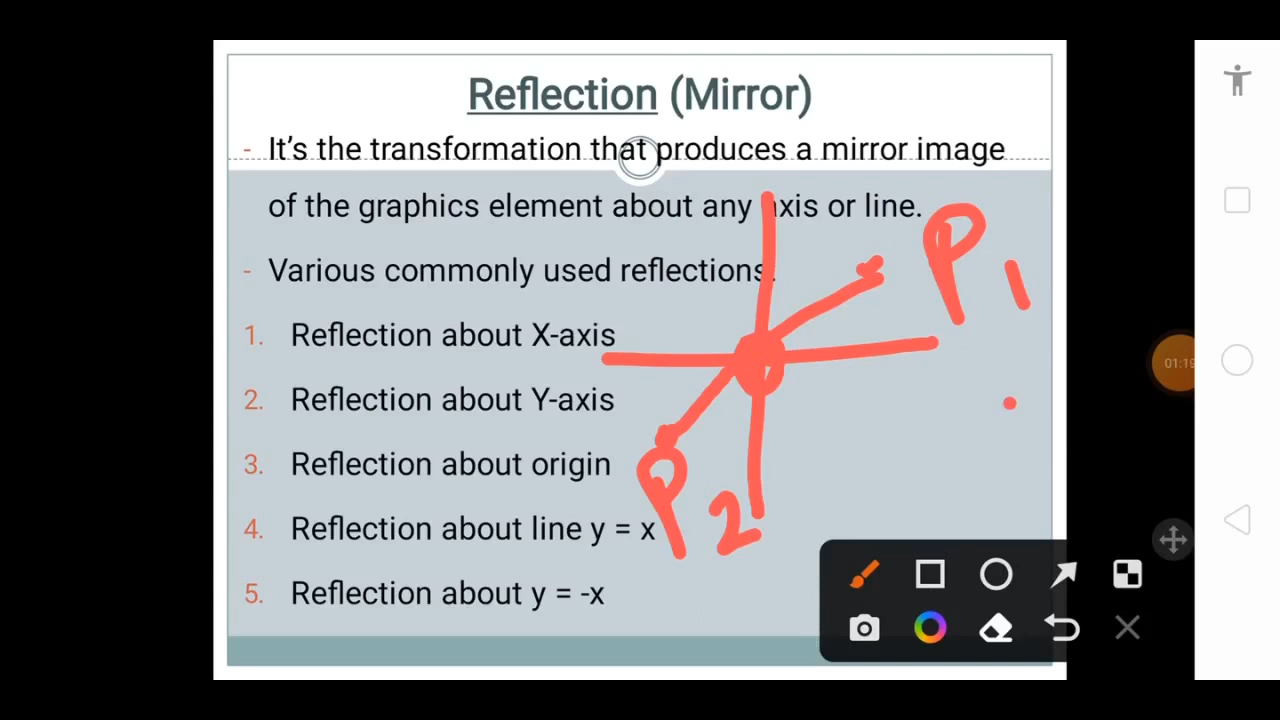 Reflection (Mirror)
- It's the transformation that produces a mirror image
of the graphics element about any axis or line.
- Various commonly used reflections.
1. Reflection about X-axis
2. Reflection about Y-axis
3. Reflection about origin
4. Reflection about line y = x
5. Reflection about y = -x
P1
P2
01:19